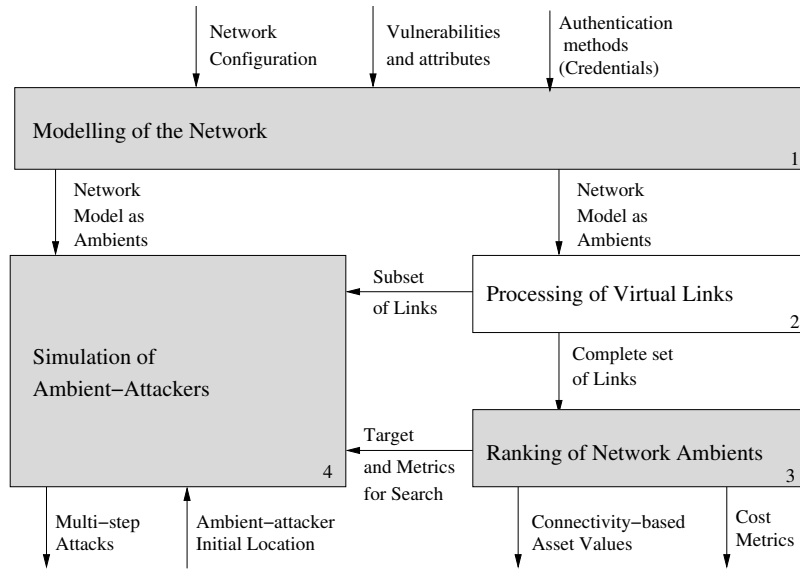 Network
Configuration
Vulnerabilities
and attributes
Authentication
methods
(Credentials)
Modelling of the Network
1
Network
Model as
Ambients
Network
Model as
Ambients
Subset
of Links
Processing of Virtual Links
2
Simulation of
Ambient−Attackers
4
Complete set
of Links
Target
and Metrics
for Search
Ranking of Network Ambients
3
Multi−step
Attacks
Ambient−attacker
Initial Location
Connectivity−based
Asset Values
Cost
Metrics